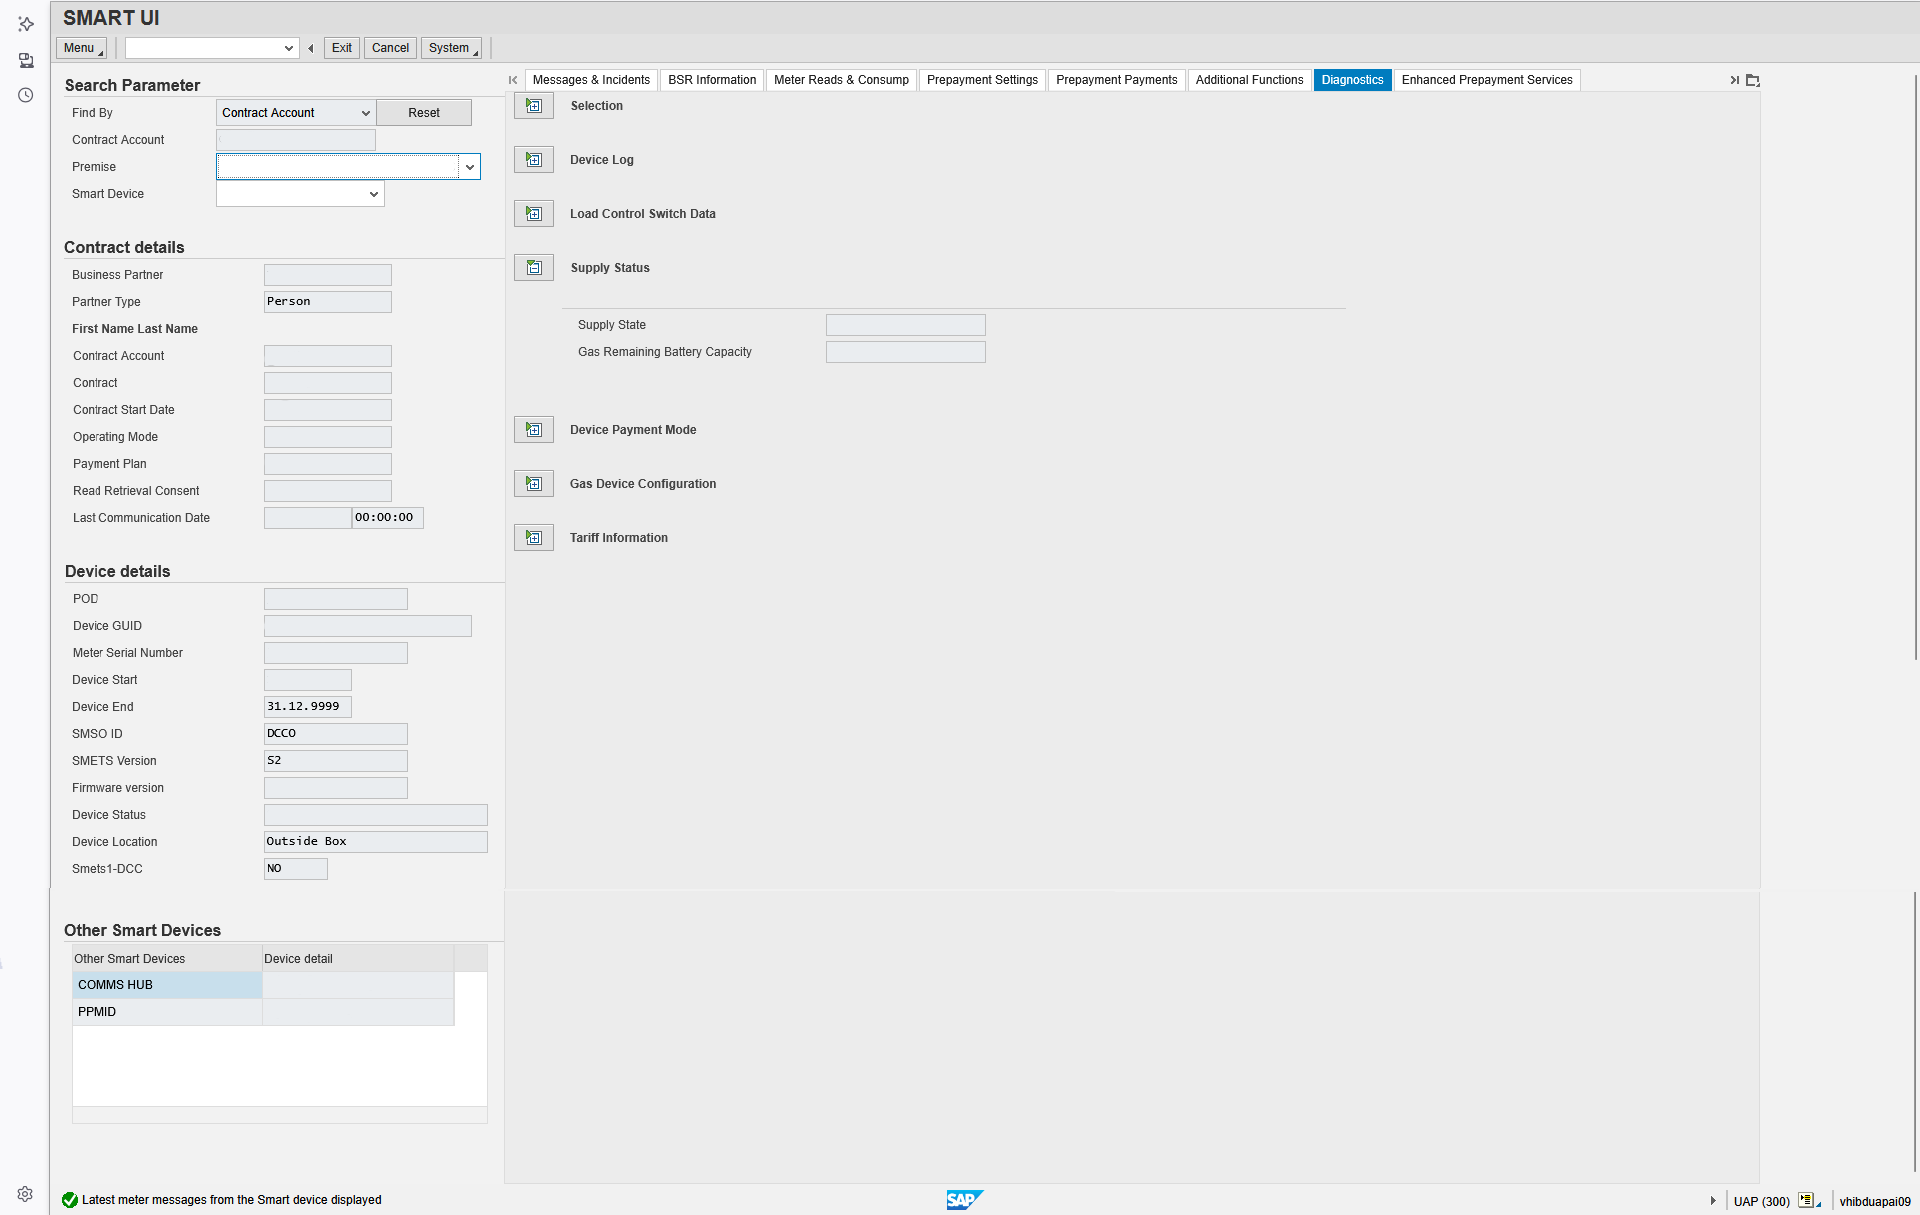 SMART UI
Menu
Exit
Cancel
System
Search Parameter
Find By
Contract Account
Reset
Contract Account
Premise
Smart Device
Contract details
Business Partner
Partner Type
Person
First Name Last Name
Contract Account
Contract
Contract Start Date
Operating Mode
Payment Plan
Read Retrieval Consent
Last Communication Date
00:00:00
Device details
POD
Device GUID
Meter Serial Number
Device Start
Device End
31.12.9999
SMSO ID
DCCO
SMETS Version
S2
Firmware version
Device Status
Device Location
Outside Box
Smets1-DCC
NO
Other Smart Devices
Other Smart Devices
Device detail
COMMS HUB
PPMID
Messages & Incidents
BSR Information
Meter Reads & Consump
Prepayment Settings
Prepayment Payments
Additional Functions
Diagnostics
Enhanced Prepayment Services
Selection
Device Log
Load Control Switch Data
Supply Status
Supply State
Gas Remaining Battery Capacity
Device Payment Mode
Gas Device Configuration
Tariff Information
Latest meter messages from the Smart device displayed
SAP
UAP (300)
vhibduapai09